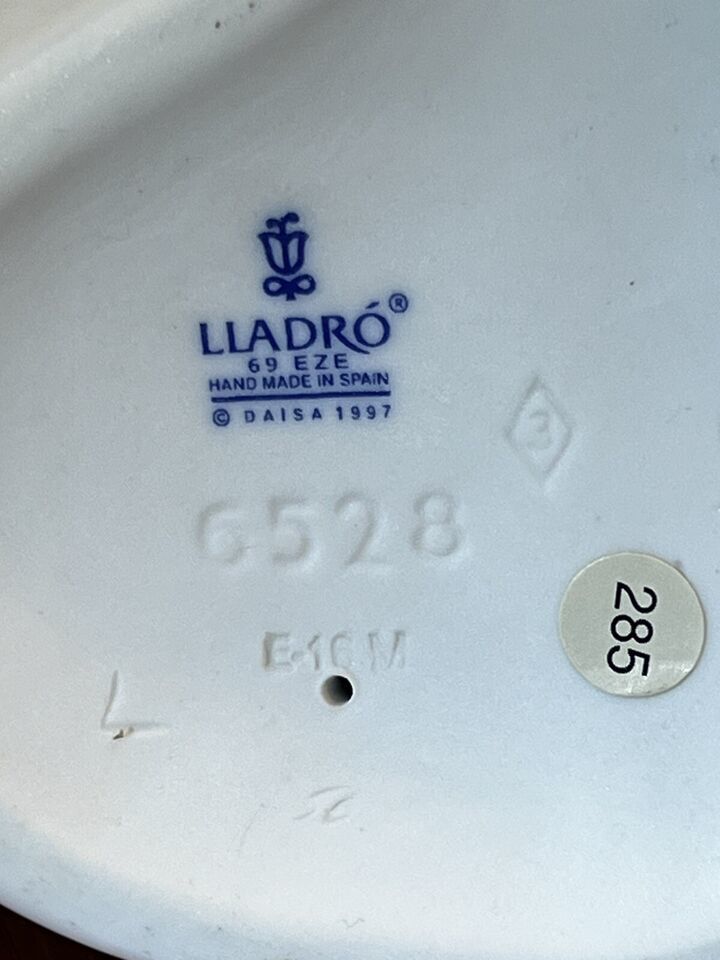 LLADRÓ®
69 EZE
HAND MADE IN SPAIN
© DAISA 1997
3
6528
E-16 M
285
L